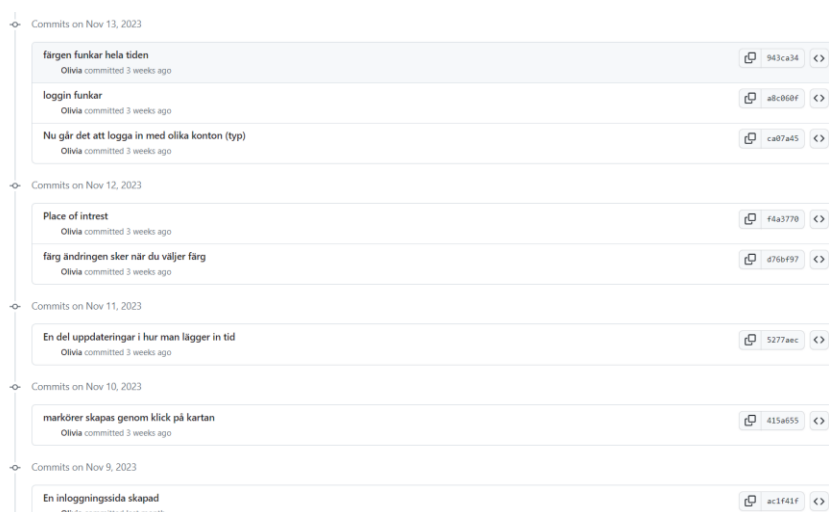 Commits on Nov 13, 2023
färgen funkar hela tiden
943ca34
Olivia committed 3 weeks ago
loggin funkar
a8c060f
Olivia committed 3 weeks ago
Nu går det att logga in med olika konton (typ)
ca07a45
Olivia committed 3 weeks ago
Commits on Nov 12, 2023
Place of intrest
f4a3770
Olivia committed 3 weeks ago
färg ändringen sker när du väljer färg
d76bf97
Olivia committed 3 weeks ago
Commits on Nov 11, 2023
En del uppdateringar i hur man lägger in tid
5277aec
Olivia committed 3 weeks ago
Commits on Nov 10, 2023
markörer skapas genom klick på kartan
415a655
Olivia committed 3 weeks ago
Commits on Nov 9, 2023
En inloggningssida skapad
ac1f41f
Olivia committed last month